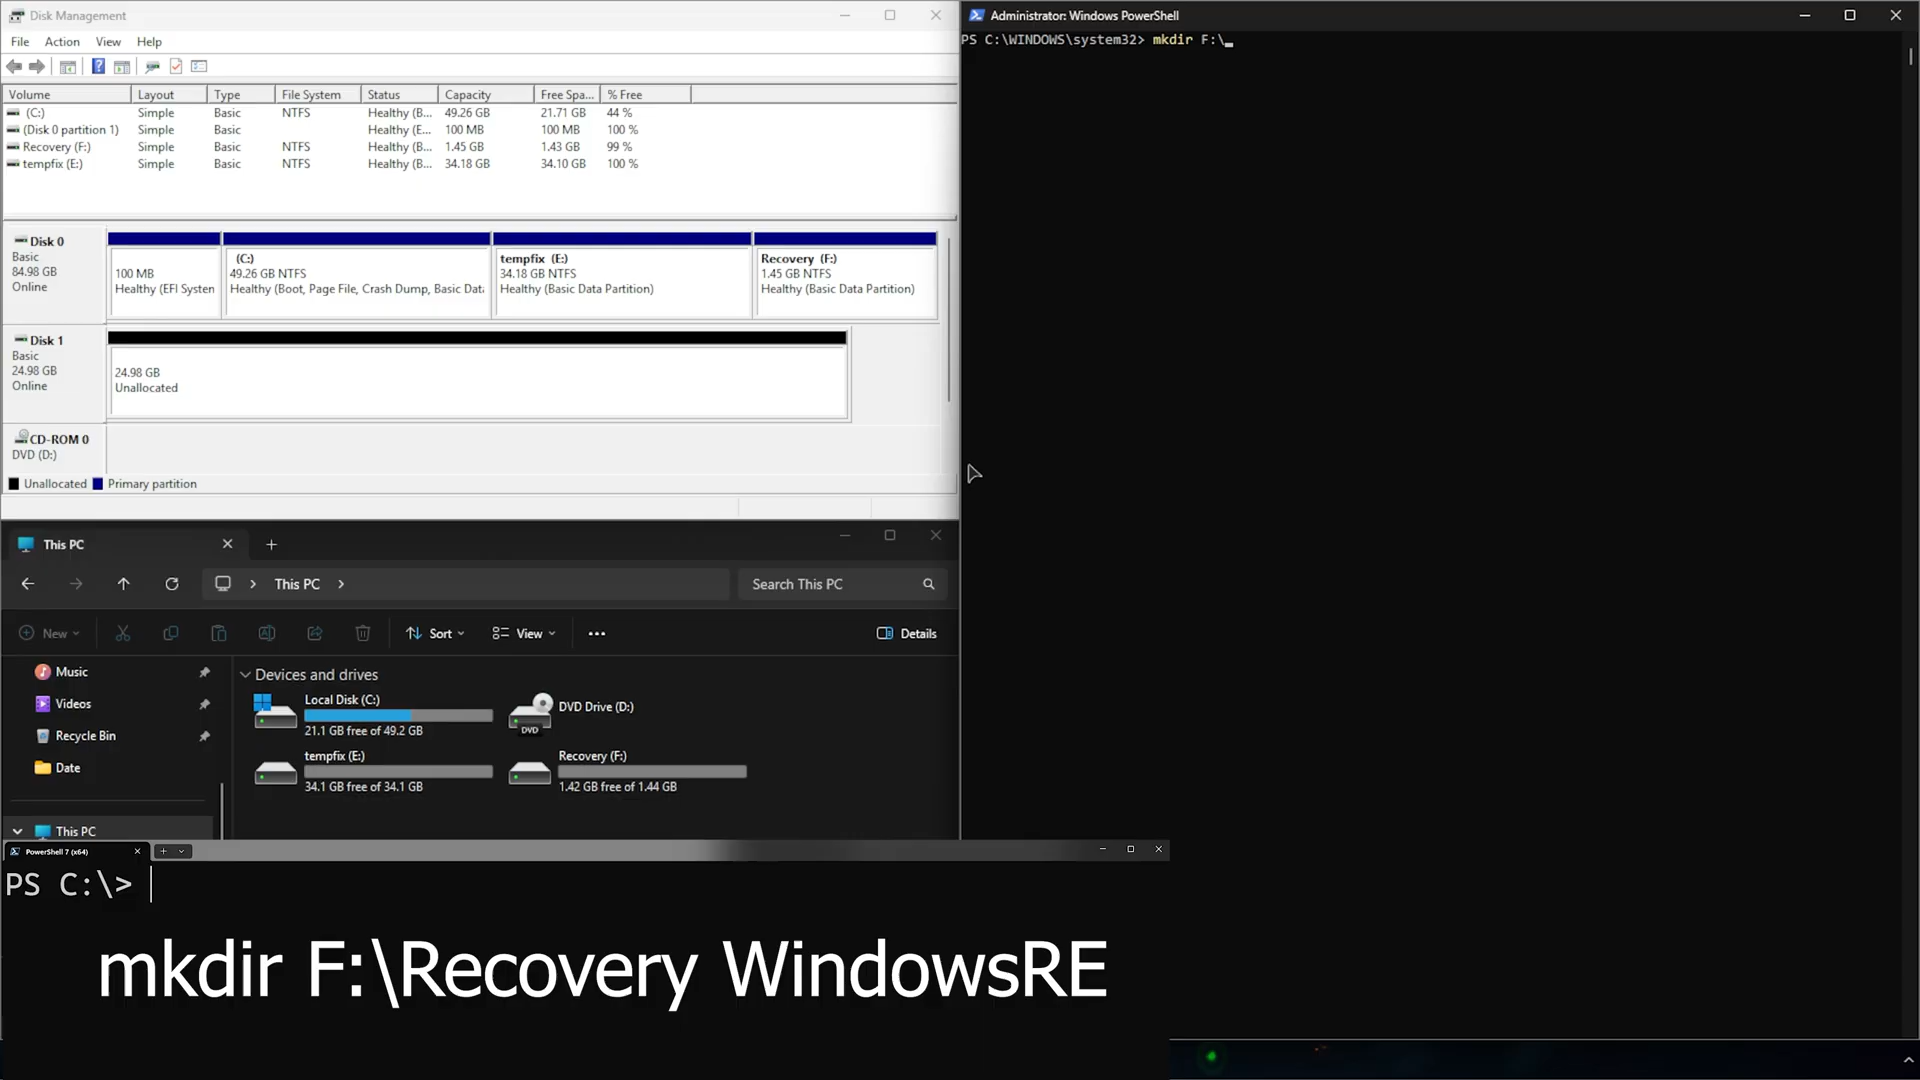 Disk Management
File Action View Help
Volume Layout Type File System Status Capacity Free Spa... % Free
(C:) Simple Basic NTFS Healthy (B... 49.26 GB 21.71 GB 44 %
(Disk 0 partition 1) Simple Basic Healthy (E... 100 MB 100 MB 100 %
Recovery (F:) Simple Basic NTFS Healthy (B... 1.45 GB 1.43 GB 99 %
tempfix (E:) Simple Basic NTFS Healthy (B... 34.18 GB 34.10 GB 100 %
Disk 0
Basic
84.98 GB
Online
100 MB
Healthy (EFI System
(C:)
49.26 GB NTFS
Healthy (Boot, Page File, Crash Dump, Basic Data
tempfix (E:)
34.18 GB NTFS
Healthy (Basic Data Partition)
Recovery (F:)
1.45 GB NTFS
Healthy (Basic Data Partition)
Disk 1
Basic
24.98 GB
Online
24.98 GB
Unallocated
CD-ROM 0
DVD (D:)
Unallocated Primary partition
Administrator: Windows PowerShell
PS C:\WINDOWS\system32> mkdir F:\
This PC
This PC
Search This PC
New Sort View ... Details
Music
Videos
Recycle Bin
Date
This PC
Devices and drives
Local Disk (C:)
21.1 GB free of 49.2 GB
DVD Drive (D:)
DVD
tempfix (E:)
34.1 GB free of 34.1 GB
Recovery (F:)
1.42 GB free of 1.44 GB
PowerShell 7 (x64)
PS C:\>
mkdir F:\Recovery WindowsRE